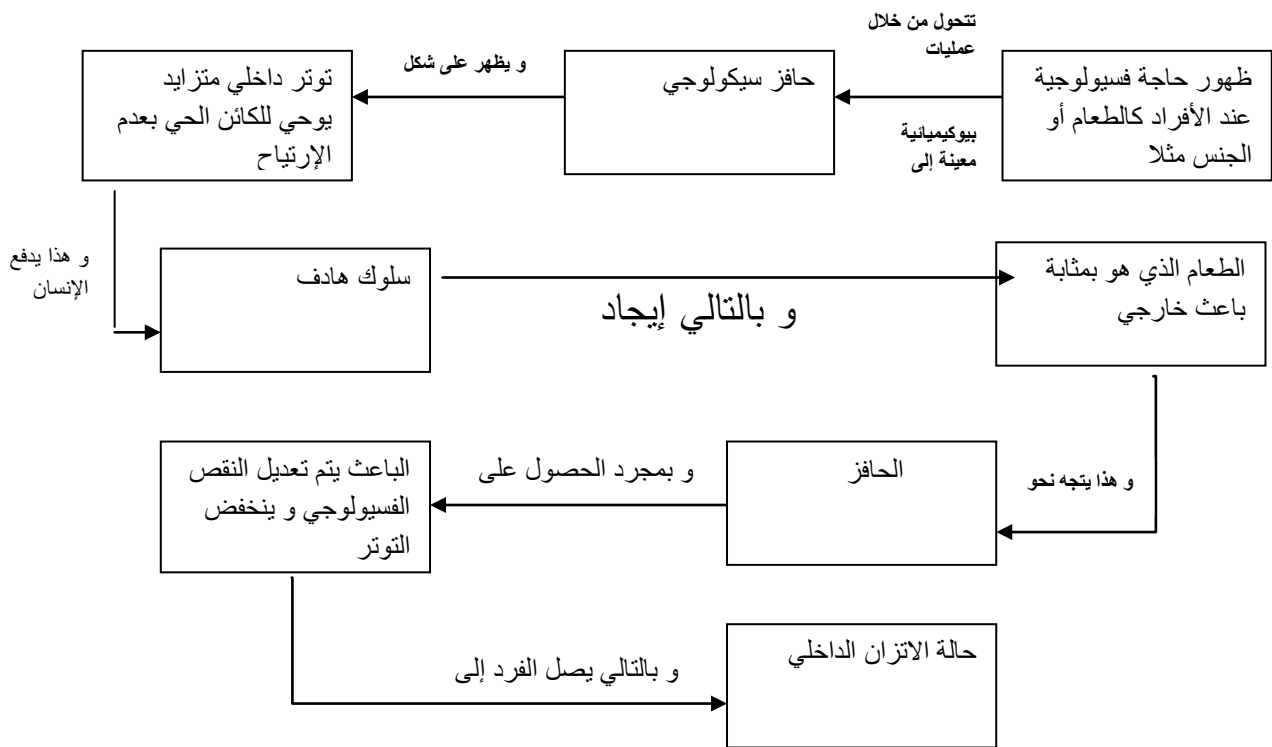 ظهور حاجة فسيولوجية
عند الأفراد كالطعام أو
الجنس مثلا
تتحول من خلال
عمليات
بيوكيميائية
معينة إلى
حافز سيكولوجي
و يظهر على شكل
توتر داخلي متزايد
يوحي للكائن الحي بعدم
الإرتياح
و هذا يدفع
الإنسان
سلوك هادف
و بالتالي إيجاد
الطعام الذي هو بمثابة
باعث خارجي
و هذا يتجه نحو
الحافز
و بمجرد الحصول على
الباعث يتم تعديل النقص
الفسيولوجي و ينخفض
التوتر
و بالتالي يصل الفرد إلى
حالة الاتزان الداخلي